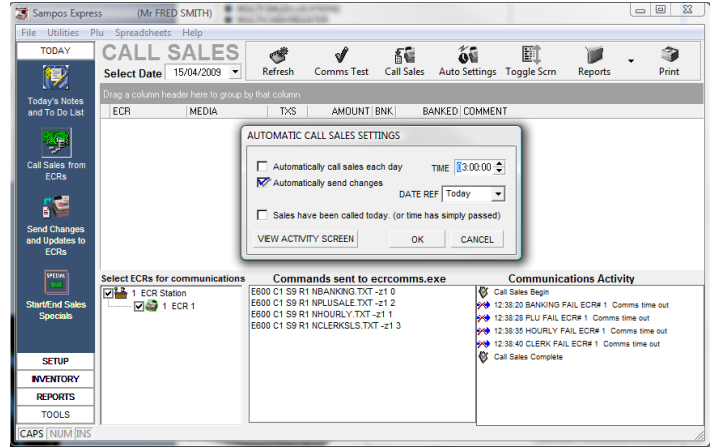 Sampos Express (Mr FRED SMITH)
File Utilities Plu Spreadsheets Help
TODAY
CALL SALES
Select Date 15/04/2009
Refresh Comms Test Call Sales Auto Settings Toggle Scrn Reports Print
Today's Notes
and To Do List
Drag a column header here to group by that column
ECR MEDIA TXS AMOUNT BNK BANKED COMMENT
Call Sales from
ECRs
Send Changes
and Updates to
ECRs
SPECIAL
Start/End Sales
Specials
SETUP
INVENTORY
REPORTS
TOOLS
AUTOMATIC CALL SALES SETTINGS
Automatically call sales each day TIME 03:00:00
Automatically send changes
DATE REF Today
Sales have been called today. (or time has simply passed)
VIEW ACTIVITY SCREEN OK CANCEL
Select ECRs for communications
1 ECR Station
1 ECR 1
Commands sent to ecrcomms.exe
E600 C1 S9 R1 NBANKING.TXT -z1 0
E600 C1 S9 R1 NPLUSALE.TXT -z1 2
E600 C1 S9 R1 NHOURLY.TXT -z1 1
E600 C1 S9 R1 NCLERKSLS.TXT -z1 3
Communications Activity
Call Sales Begin
12:38:20 BANKING FAIL ECR# 1 Comms time out
12:38:28 PLU FAIL ECR# 1 Comms time out
12:38:35 HOURLY FAIL ECR# 1 Comms time out
12:38:40 CLERK FAIL ECR# 1 Comms time out
Call Sales Complete
CAPS NUM INS